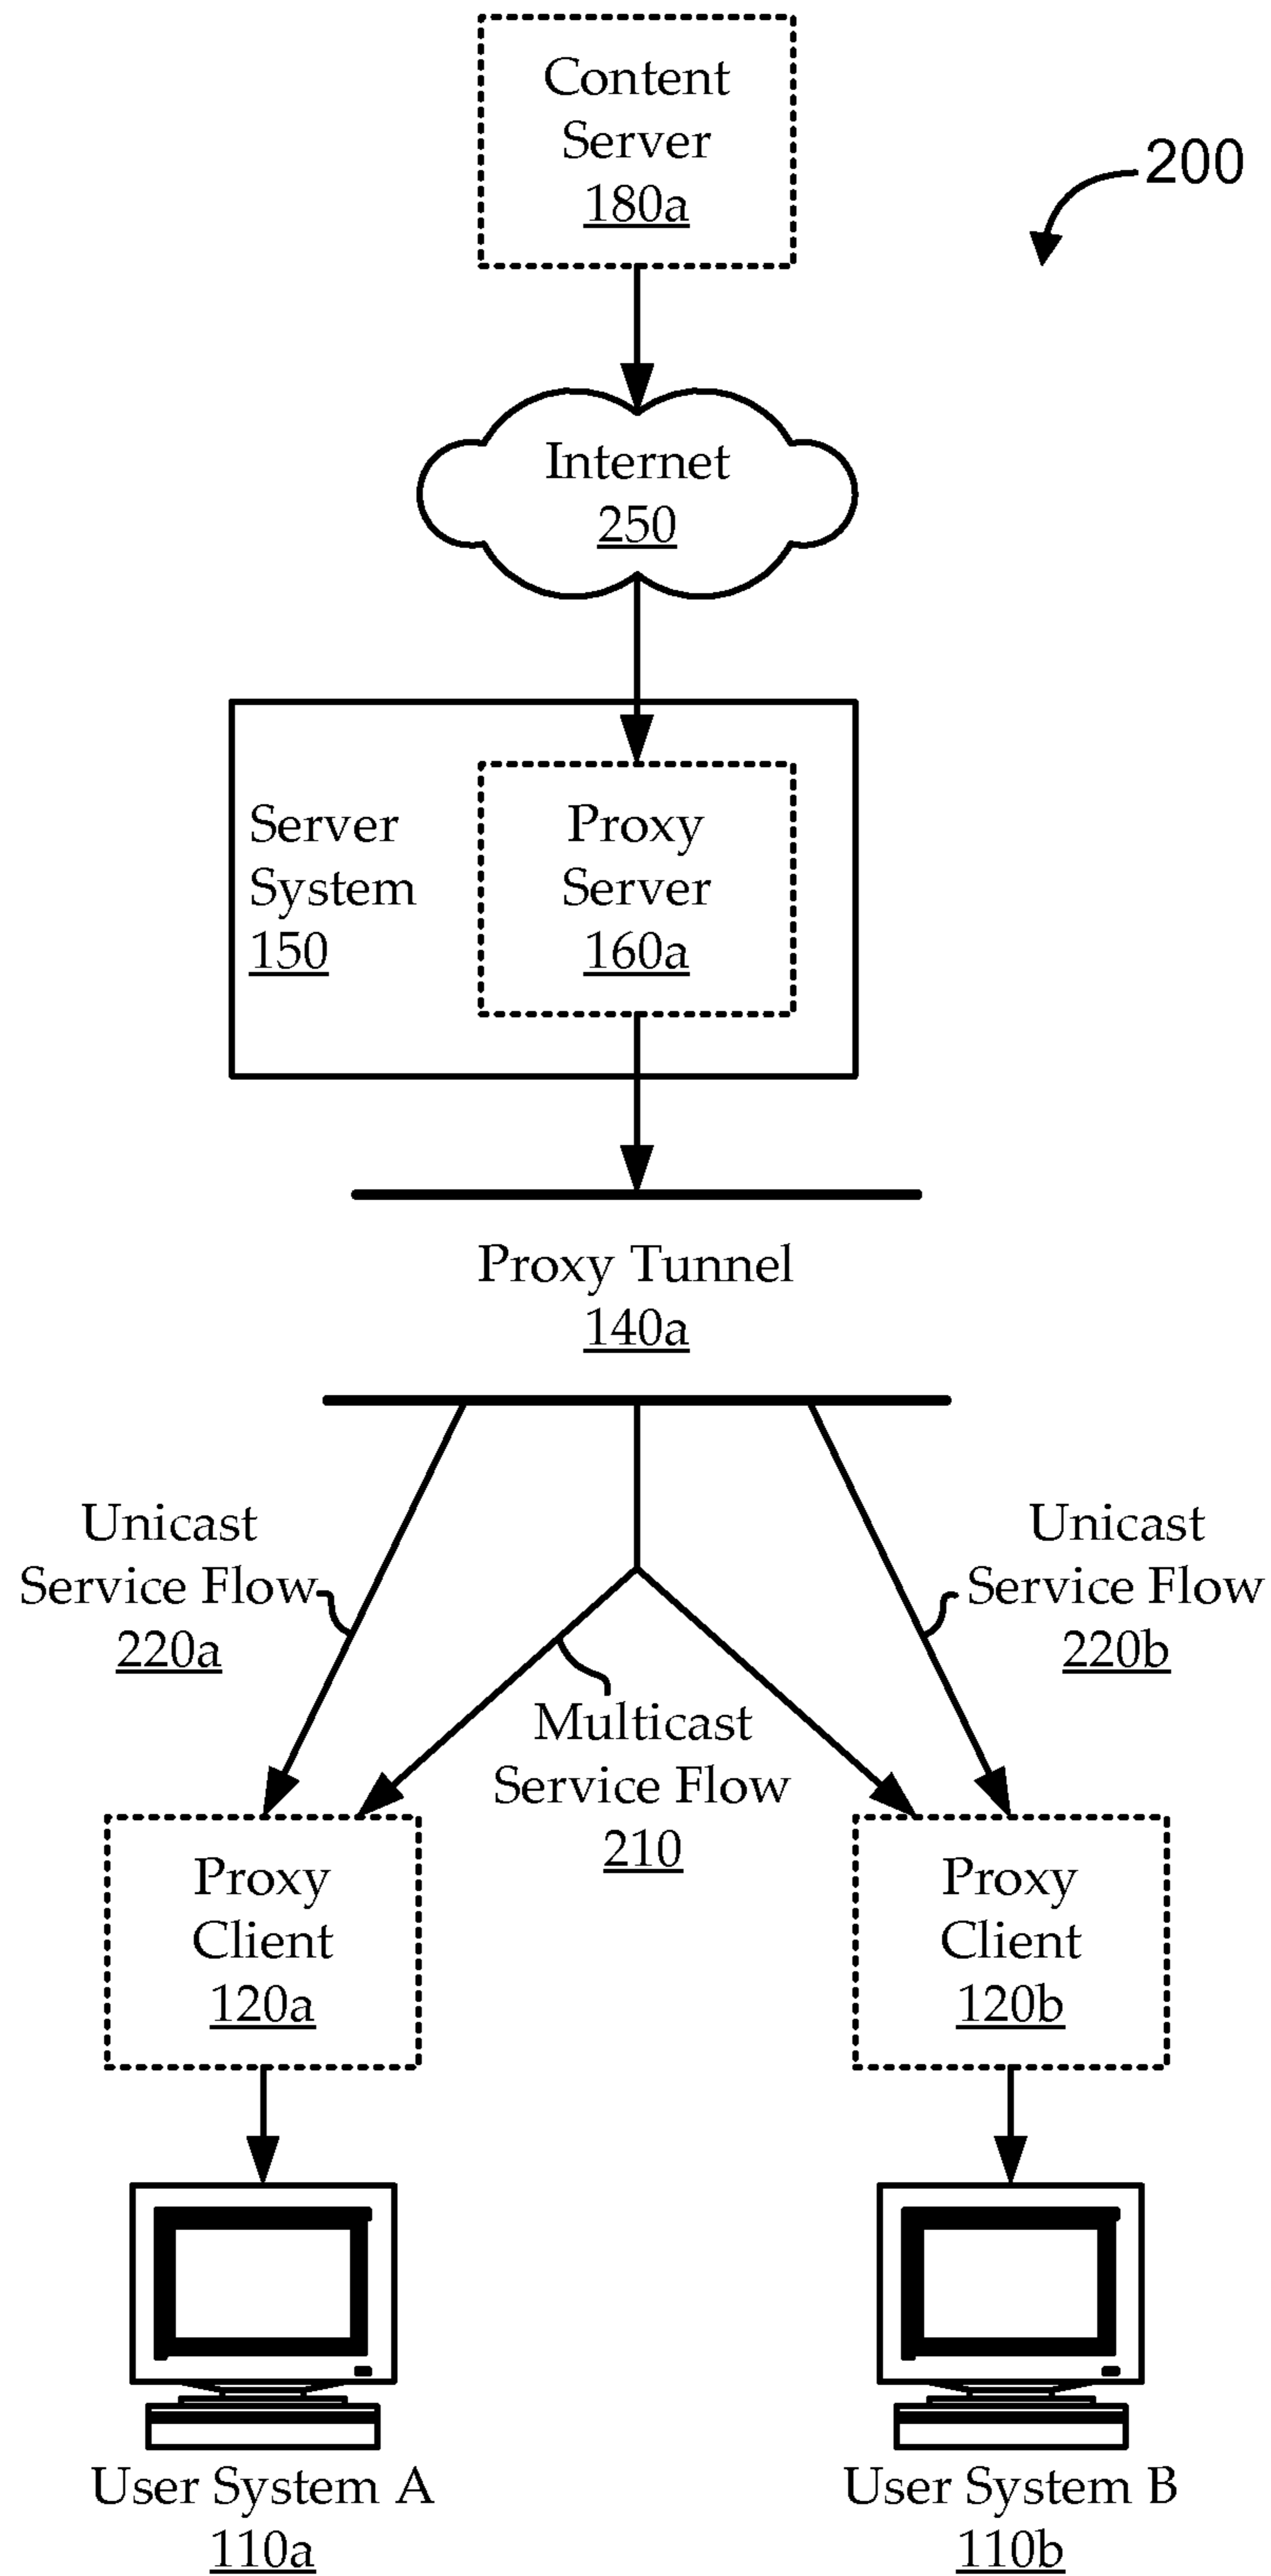 Content
Server
180a
200
Internet
250
Server
System
150
Proxy
Server
160a
Proxy Tunnel
140a
Unicast
Service Flow
220a
Unicast
Service Flow
220b
Multicast
Service Flow
210
Proxy
Client
120a
Proxy
Client
120b
User System A
110a
User System B
110b